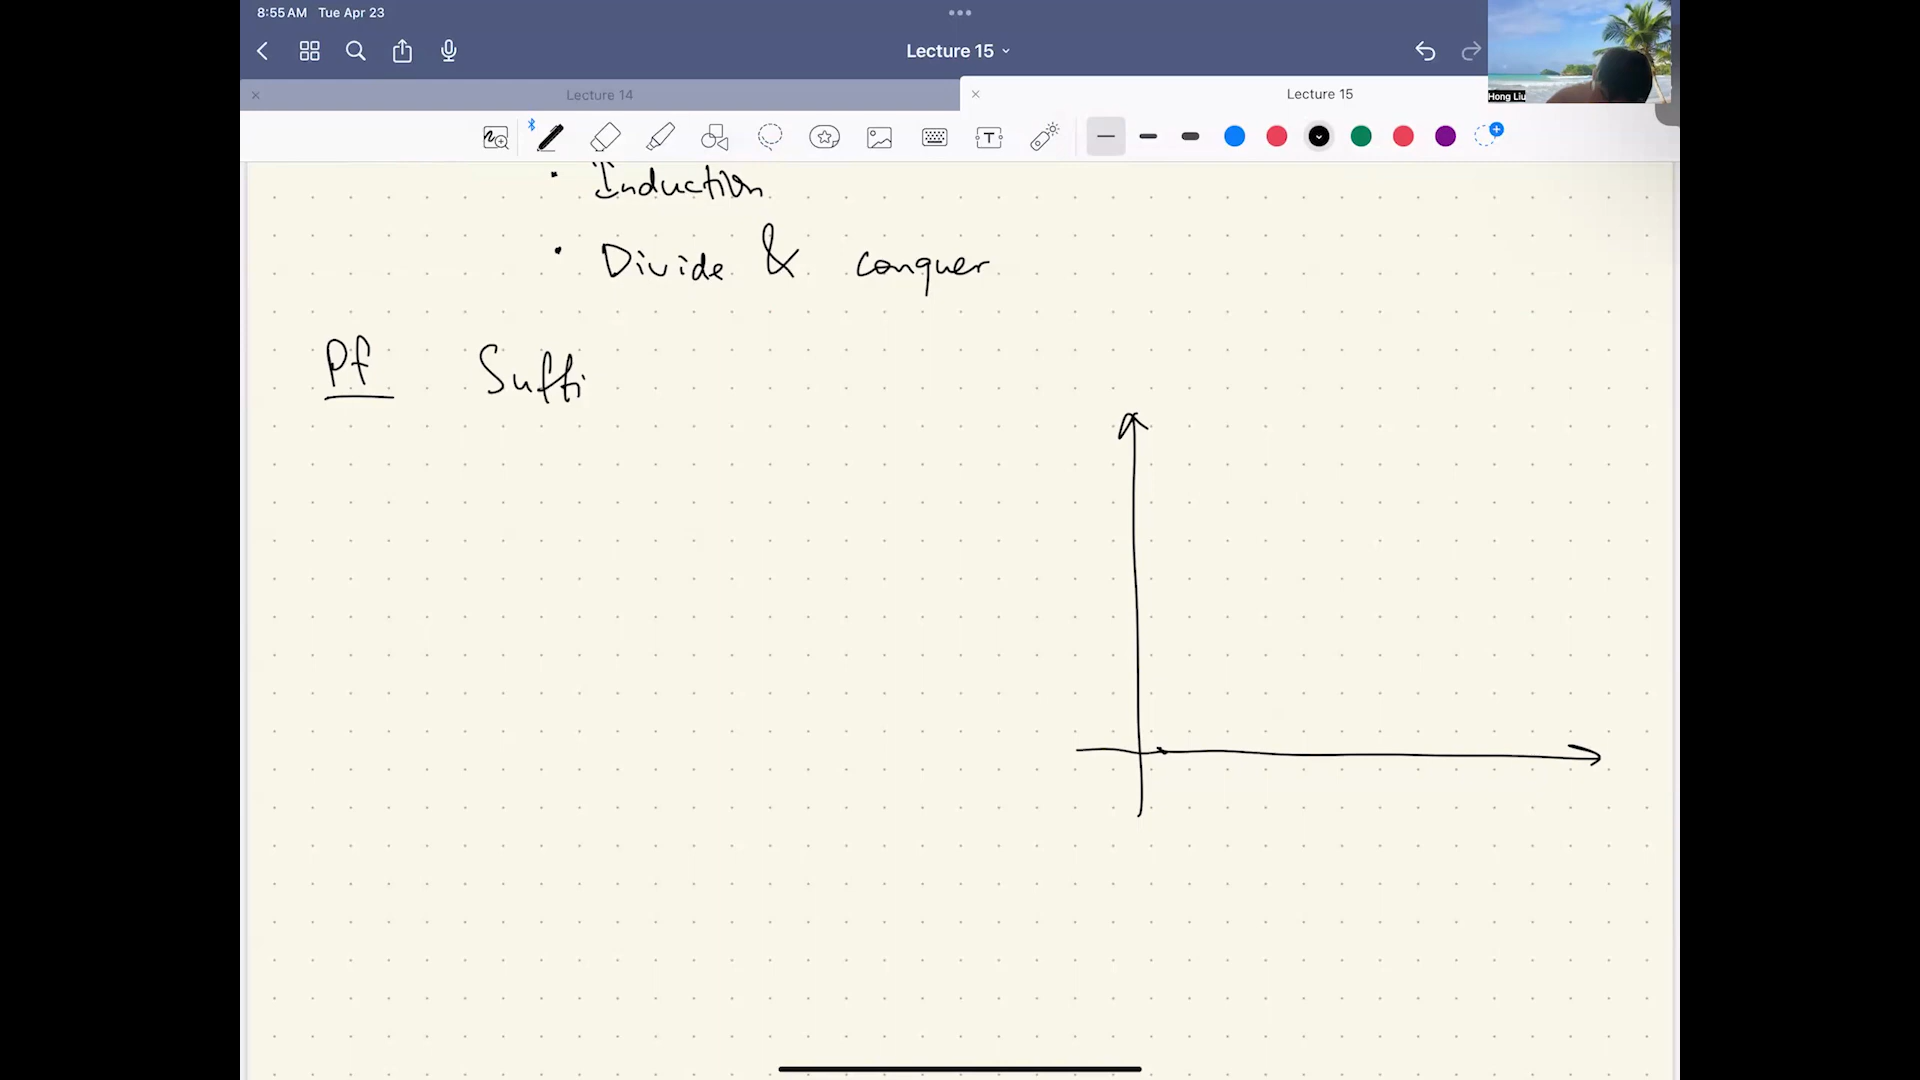 8:55 AM Tue Apr 23
Lecture 15
Lecture 14
Lecture 15
Hong Liu
T
• Induction
• Divide & conquer
Pf Suffi